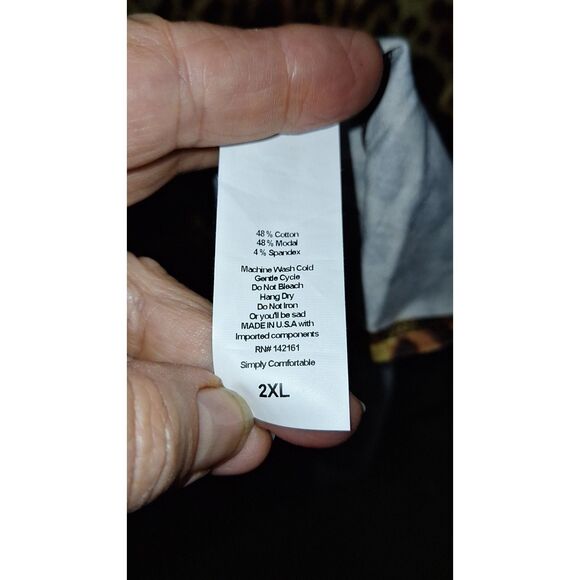 48 % Cotton
48 % Modal
4 % Spandex
Machine Wash Cold
Gentle Cycle
Do Not Bleach
Hang Dry
Do Not Iron
Or you'll be sad
MADE IN U.S.A with
Imported components
RN# 142161
Simply Comfortable
2XL